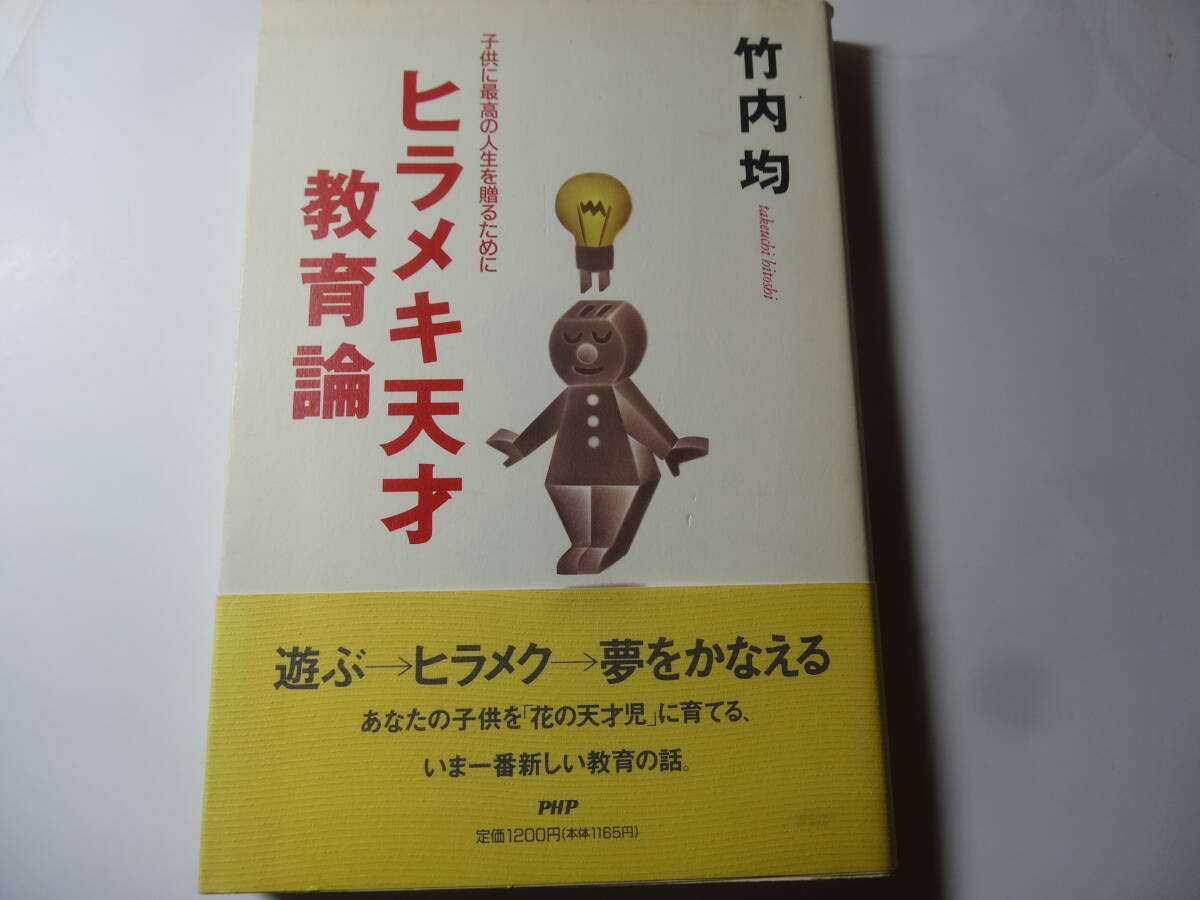 竹内均
takeuchi hitoshi
子供に最高の人生を贈るために
ヒラメキ天才
教育論
遊ぶ→ヒラメク→夢をかなえる
あなたの子供を「花の天才児」に育てる、
いま一番新しい教育の話。
PHP
定価1200円(本体1165円)